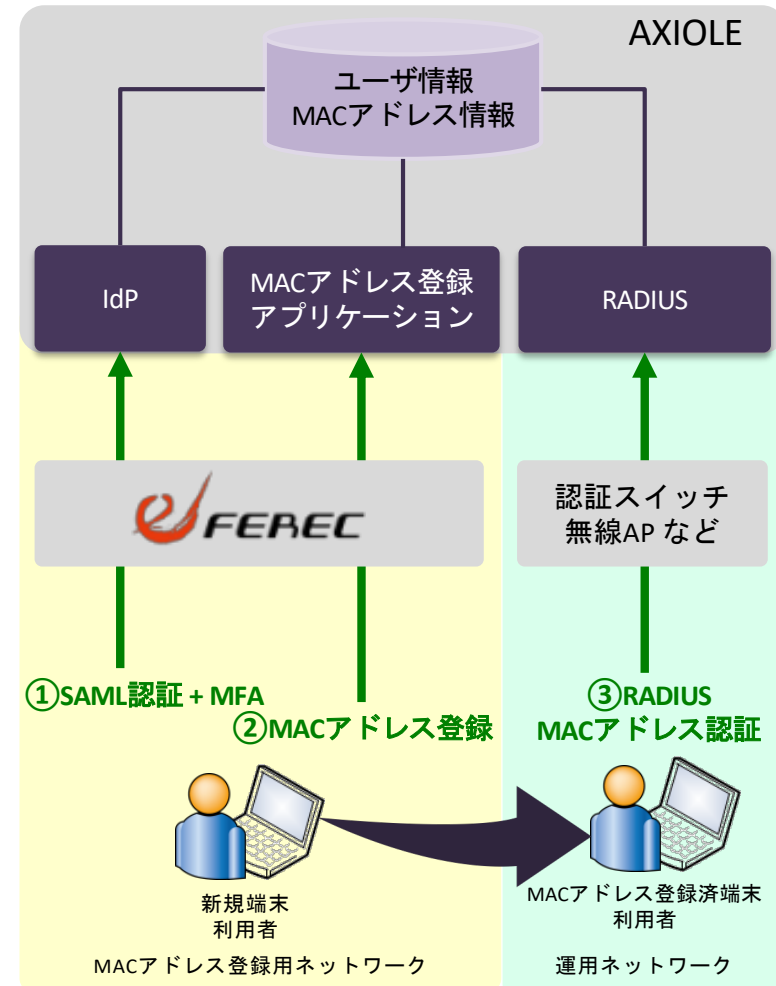 AXIOLE
ユーザ情報
MACアドレス情報
IdP
MACアドレス登録
アプリケーション
RADIUS
FEREC
認証スイッチ
無線AP など
①SAML認証 + MFA
②MACアドレス登録
③RADIUS
MACアドレス認証
新規端末
利用者
MACアドレス登録済端末
利用者
MACアドレス登録用ネットワーク
運用ネットワーク